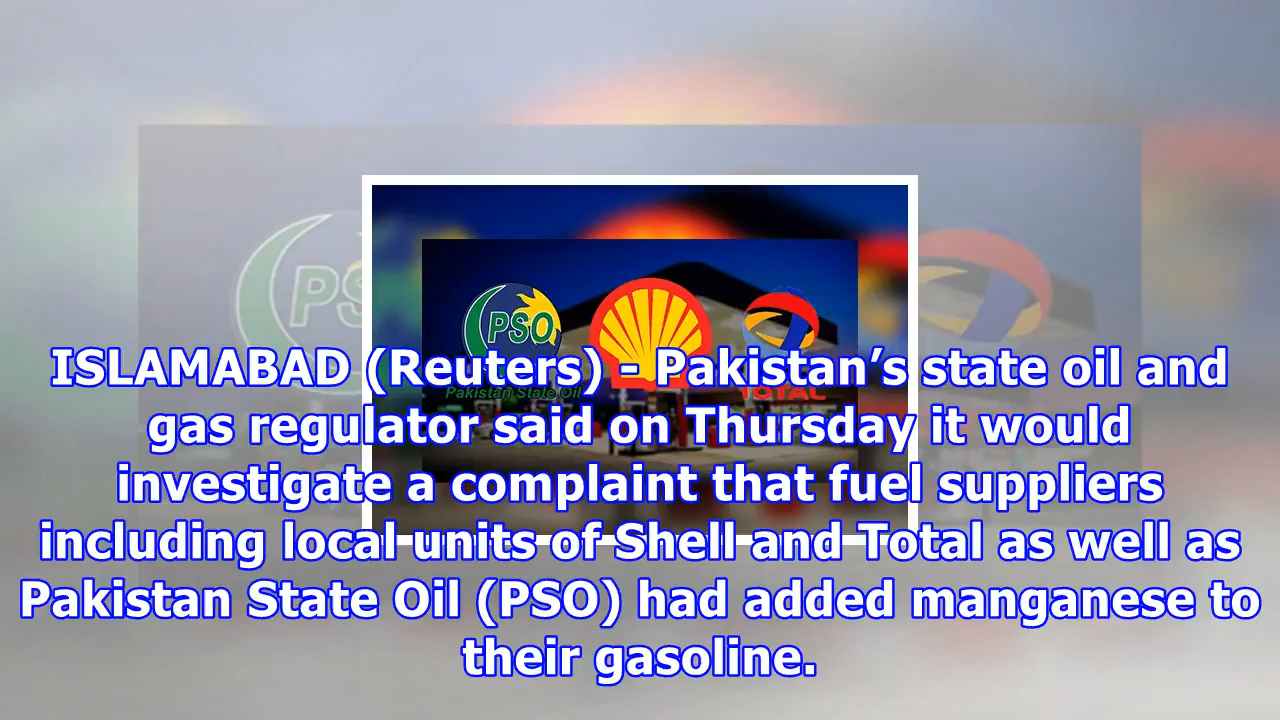 PSO
Pakistan State Oil
TOTAL
ISLAMABAD (Reuters) - Pakistan’s state oil and
gas regulator said on Thursday it would
investigate a complaint that fuel suppliers
including local units of Shell and Total as well as
Pakistan State Oil (PSO) had added manganese to
their gasoline.